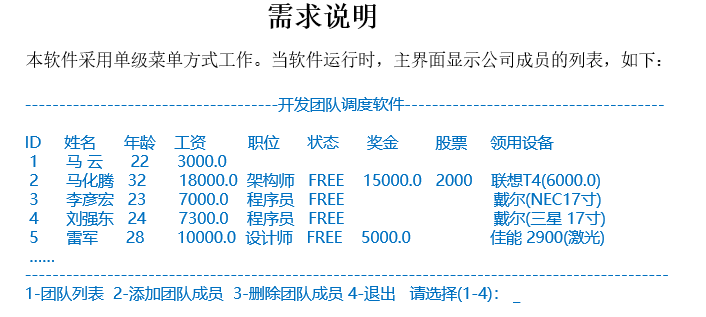 需求说明
本软件采用单级菜单方式工作。当软件运行时，主界面显示公司成员的列表，如下：
-------------------------------------开发团队调度软件--------------------------------------
ID 姓名 年龄 工资 职位 状态 奖金 股票 领用设备
1 马 云 22 3000.0
2 马化腾 32 18000.0 架构师 FREE 15000.0 2000 联想T4(6000.0)
3 李彦宏 23 7000.0 程序员 FREE 戴尔(NEC17寸)
4 刘强东 24 7300.0 程序员 FREE 戴尔(三星 17寸)
5 雷军 28 10000.0 设计师 FREE 5000.0 佳能 2900(激光)
......
----------------------------------------------------------------------------------------------
1-团队列表 2-添加团队成员 3-删除团队成员 4-退出 请选择(1-4)： _